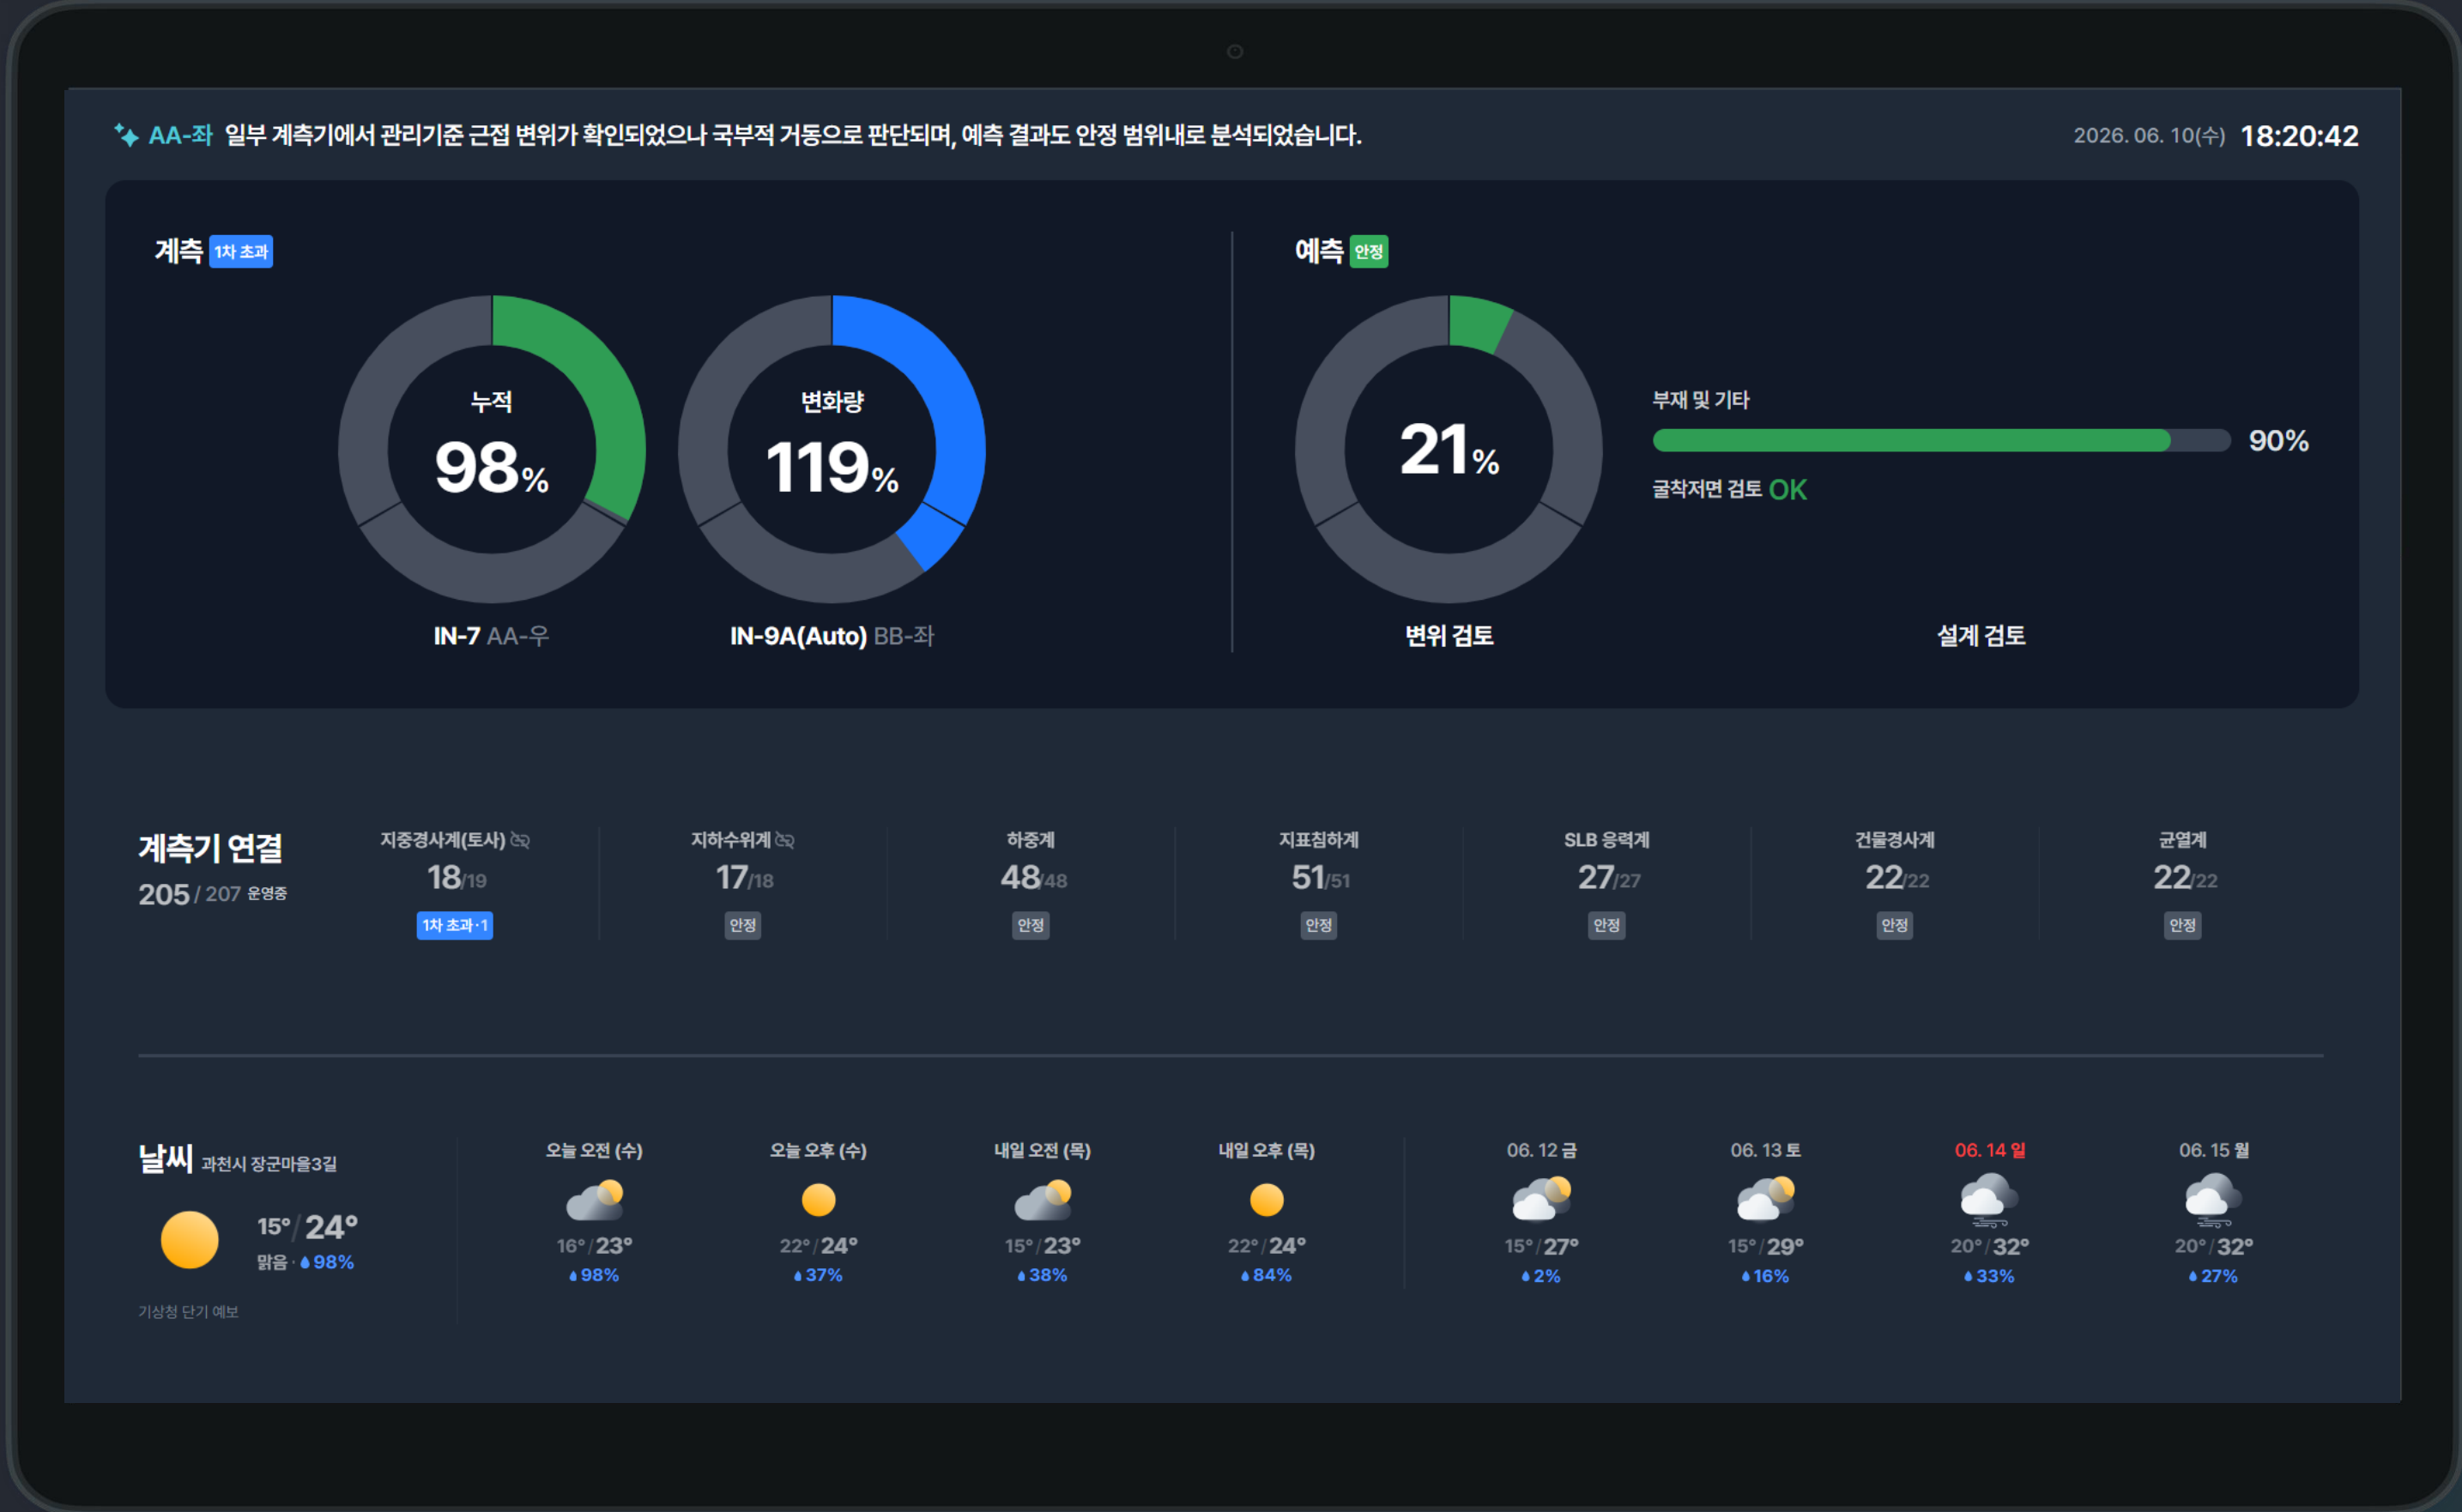 AA-좌 일부 계측기에서 관리기준 근접 변위가 확인되었으나 국부적 거동으로 판단되며, 예측 결과도 안정 범위내로 분석되었습니다.
2026. 06. 10(수) 18:20:42
계측 1차 초과
누적
98%
IN-7 AA-우
변화량
119%
IN-9A(Auto) BB-좌
예측 안정
21%
변위 검토
부재 및 기타
90%
굴착저면 검토 OK
설계 검토
계측기 연결
205 / 207 운영중
지중경사계(토사)
18/19
1차 초과·1
지하수위계
17/18
안정
하중계
48/48
안정
지표침하계
51/51
안정
SLB 응력계
27/27
안정
건물경사계
22/22
안정
균열계
22/22
안정
날씨 과천시 장군마을3길
15°/24°
맑음 · 98%
기상청 단기 예보
오늘 오전 (수)
16°/23°
98%
오늘 오후 (수)
22°/24°
37%
내일 오전 (목)
15°/23°
38%
내일 오후 (목)
22°/24°
84%
06. 12 금
15°/27°
2%
06. 13 토
15°/29°
16%
06. 14 일
20°/32°
33%
06. 15 월
20°/32°
27%